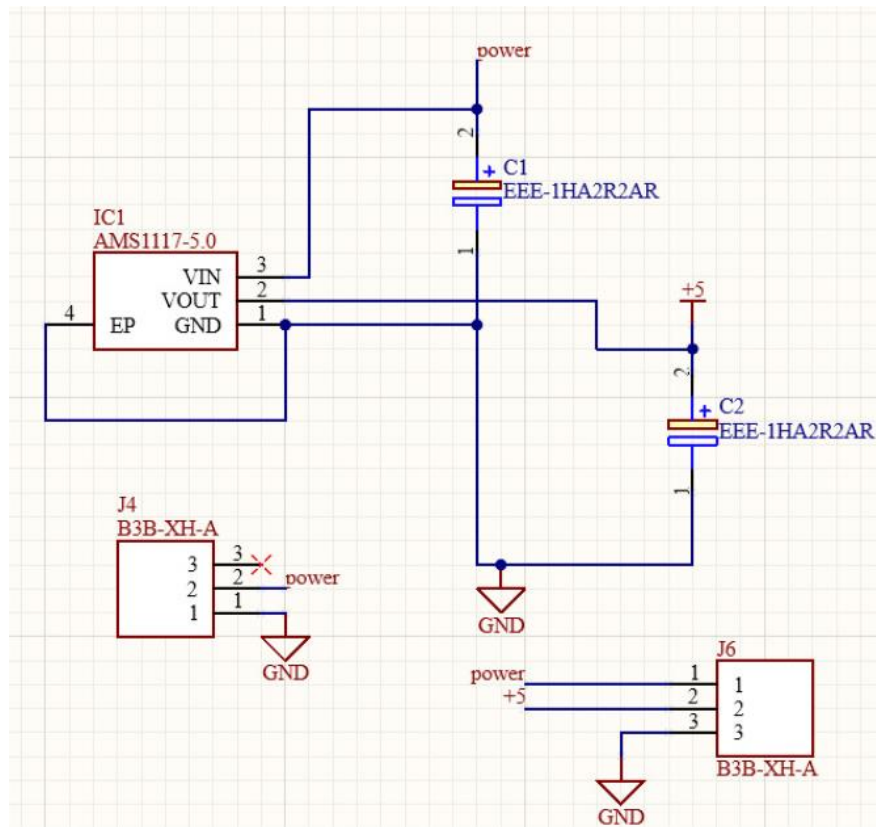 power
2
+ C1
EEE-1HA2R2AR
1
IC1
AMS1117-5.0
VIN 3
VOUT 2
GND 1
4 EP
+5
2
+ C2
EEE-1HA2R2AR
1
GND
J4
B3B-XH-A
3 3
2 2 power
1 1
GND
J6
power 1 1
+5 2 2
3 3
B3B-XH-A
GND